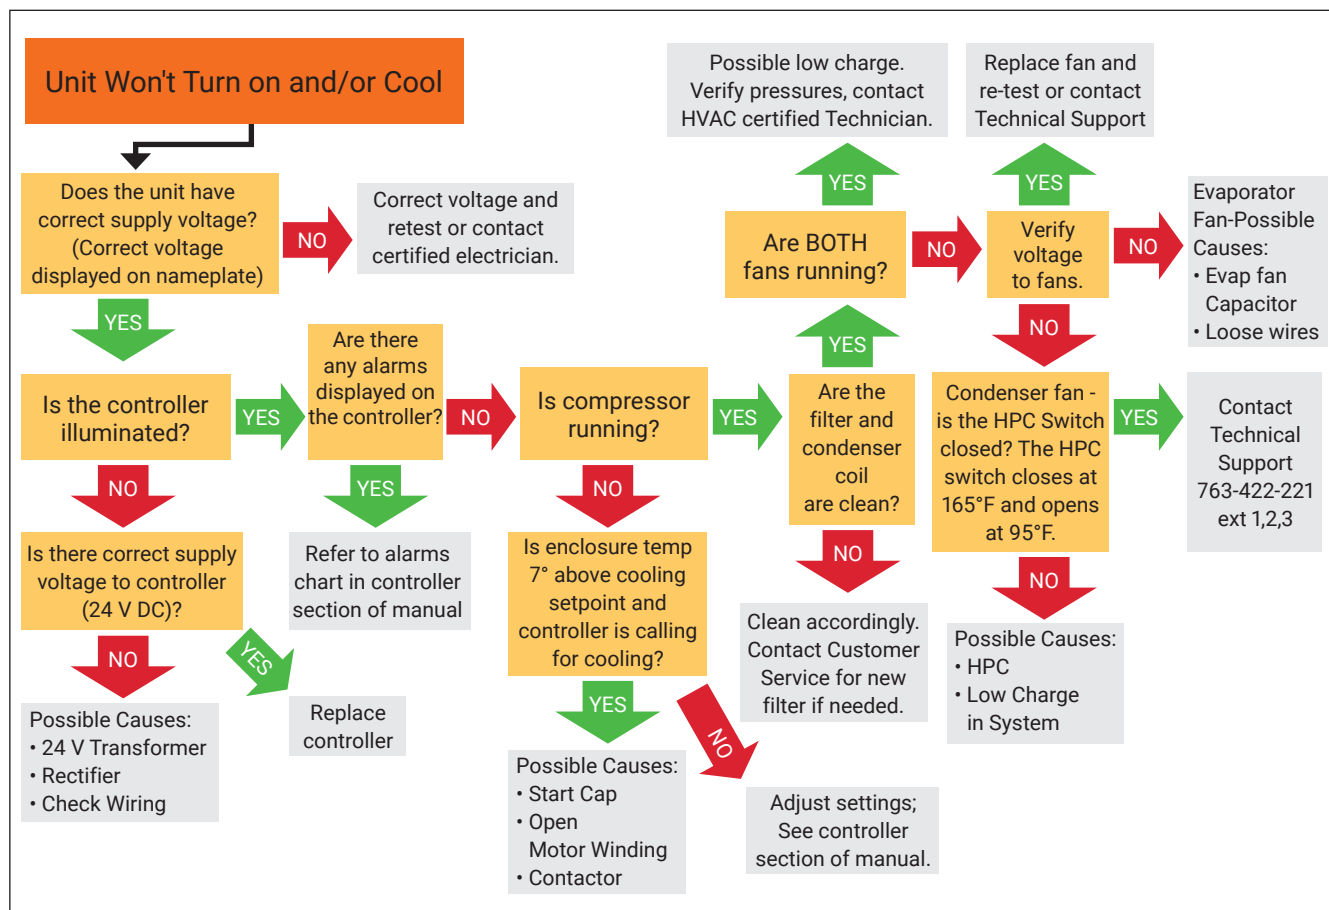 Unit Won't Turn on and/or Cool
Does the unit have
correct supply voltage?
(Correct voltage
displayed on nameplate)
NO
Correct voltage and
retest or contact
certified electrician.
YES
Is the controller
illuminated?
YES
Are there
any alarms
displayed on
the controller?
NO
Is compressor
running?
YES
Are the
filter and
condenser
coil
are clean?
YES
Are BOTH
fans running?
YES
Possible low charge.
Verify pressures, contact
HVAC certified Technician.
NO
Verify
voltage
to fans.
YES
Replace fan and
re-test or contact
Technical Support
NO
Evaporator
Fan-Possible
Causes:
• Evap fan
Capacitor
• Loose wires
NO
Condenser fan -
is the HPC Switch
closed? The HPC
switch closes at
165°F and opens
at 95°F.
YES
Contact
Technical
Support
763-422-221
ext 1,2,3
NO
Possible Causes:
• HPC
• Low Charge
in System
NO
Clean accordingly.
Contact Customer
Service for new
filter if needed.
NO
Is enclosure temp
7° above cooling
setpoint and
controller is calling
for cooling?
YES
Possible Causes:
• Start Cap
• Open
Motor Winding
• Contactor
NO
Adjust settings;
See controller
section of manual.
YES
Refer to alarms
chart in controller
section of manual
NO
Is there correct supply
voltage to controller
(24 V DC)?
YES
Replace
controller
NO
Possible Causes:
• 24 V Transformer
• Rectifier
• Check Wiring